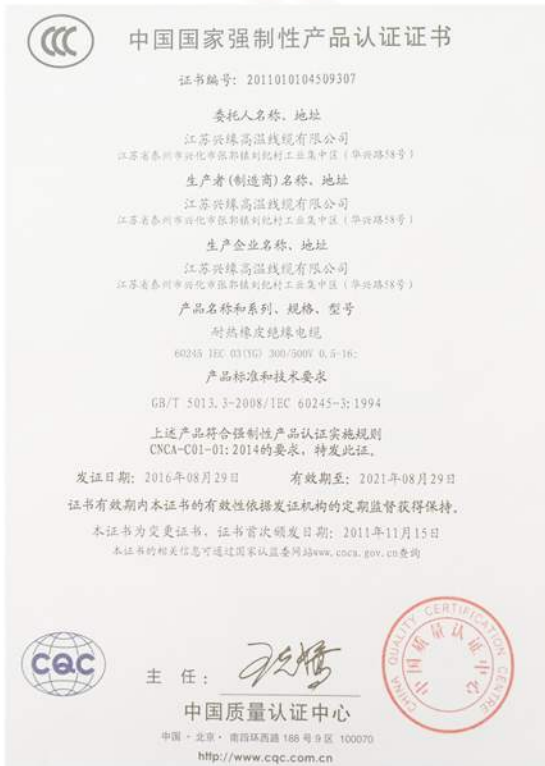 CCC
中国国家强制性产品认证证书
证书编号: 2011010104509307
委托人名称、地址
江苏兴缘高温线缆有限公司
江苏省泰州市兴化市张郭镇刘纪村工业集中区(华兴路58号)
生产者(制造商)名称、地址
江苏兴缘高温线缆有限公司
江苏省泰州市兴化市张郭镇刘纪村工业集中区(华兴路58号)
生产企业名称、地址
江苏兴缘高温线缆有限公司
江苏省泰州市兴化市张郭镇刘纪村工业集中区(华兴路58号)
产品名称和系列、规格、型号
耐热橡皮绝缘电缆
60245 IEC 03(YG) 300/500V 0.5-16;
产品标准和技术要求
GB/T 5013.3-2008/IEC 60245-3:1994
上述产品符合强制性产品认证实施规则
CNCA-C01-01:2014的要求,特发此证。
发证日期: 2016年08月29日 有效期至: 2021年08月29日
证书有效期内本证书的有效性依据发证机构的定期监督获得保持。
本证书为变更证书,证书首次颁发日期: 2011年11月15日
本证书的相关信息可通过国家认监委网站www.cnca.gov.cn查询
CQC
主任:
CHINA QUALITY CERTIFICATION CENTRE
中国质量认证中心
中国质量认证中心
中国·北京·南四环西路188号9区 100070
http://www.cqc.com.cn